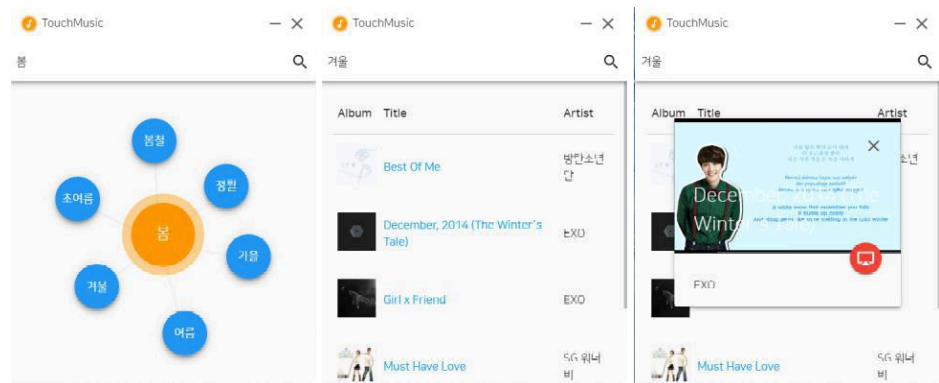 TouchMusic
봄
봄철
정월
초여름
봄
가을
겨울
여름
TouchMusic
겨울
Album Title Artist
Best Of Me
방탄소년
단
December, 2014 (The Winter's
Tale)
EXO
Girl x Friend
EXO
Must Have Love
SG 워너
비
TouchMusic
겨울
Album Title Artist
소년
December, 2014 (The
Winter's Tale)
EXO
Must Have Love
SG 워너
비